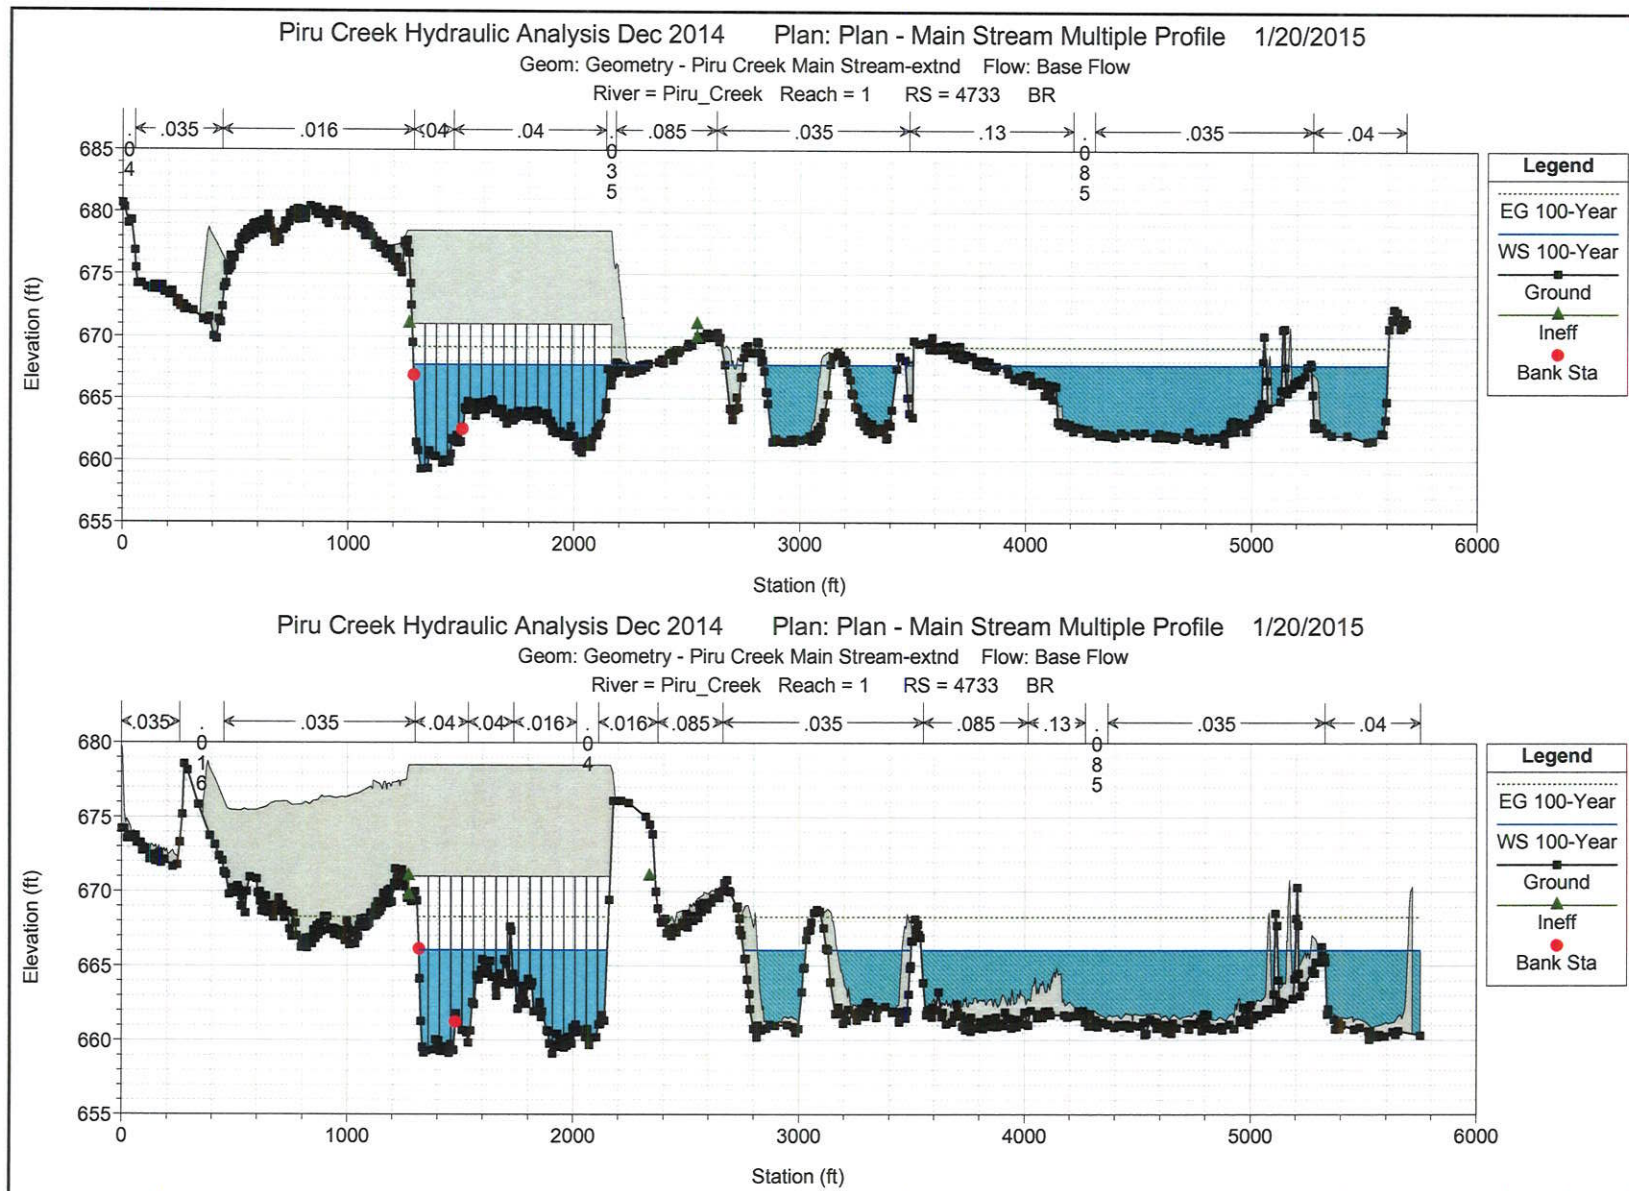 Piru Creek Hydraulic Analysis Dec 2014 Plan: Plan - Main Stream Multiple Profile 1/20/2015
Geom: Geometry - Piru Creek Main Stream-extnd Flow: Base Flow
River = Piru_Creek Reach = 1 RS = 4733 BR
.04 .035 .016 .04 .04 .035 .085 .035 .13 .085 .035 .04
685
680
675
670
665
660
655
Elevation (ft)
0 1000 2000 3000 4000 5000 6000
Station (ft)
Legend
EG 100-Year
WS 100-Year
Ground
Ineff
Bank Sta
Piru Creek Hydraulic Analysis Dec 2014 Plan: Plan - Main Stream Multiple Profile 1/20/2015
Geom: Geometry - Piru Creek Main Stream-extnd Flow: Base Flow
River = Piru_Creek Reach = 1 RS = 4733 BR
.035 .016 .035 .04 .04 .016 .04 .016 .085 .035 .085 .13 .085 .035 .04
680
675
670
665
660
655
Elevation (ft)
0 1000 2000 3000 4000 5000 6000
Station (ft)
Legend
EG 100-Year
WS 100-Year
Ground
Ineff
Bank Sta